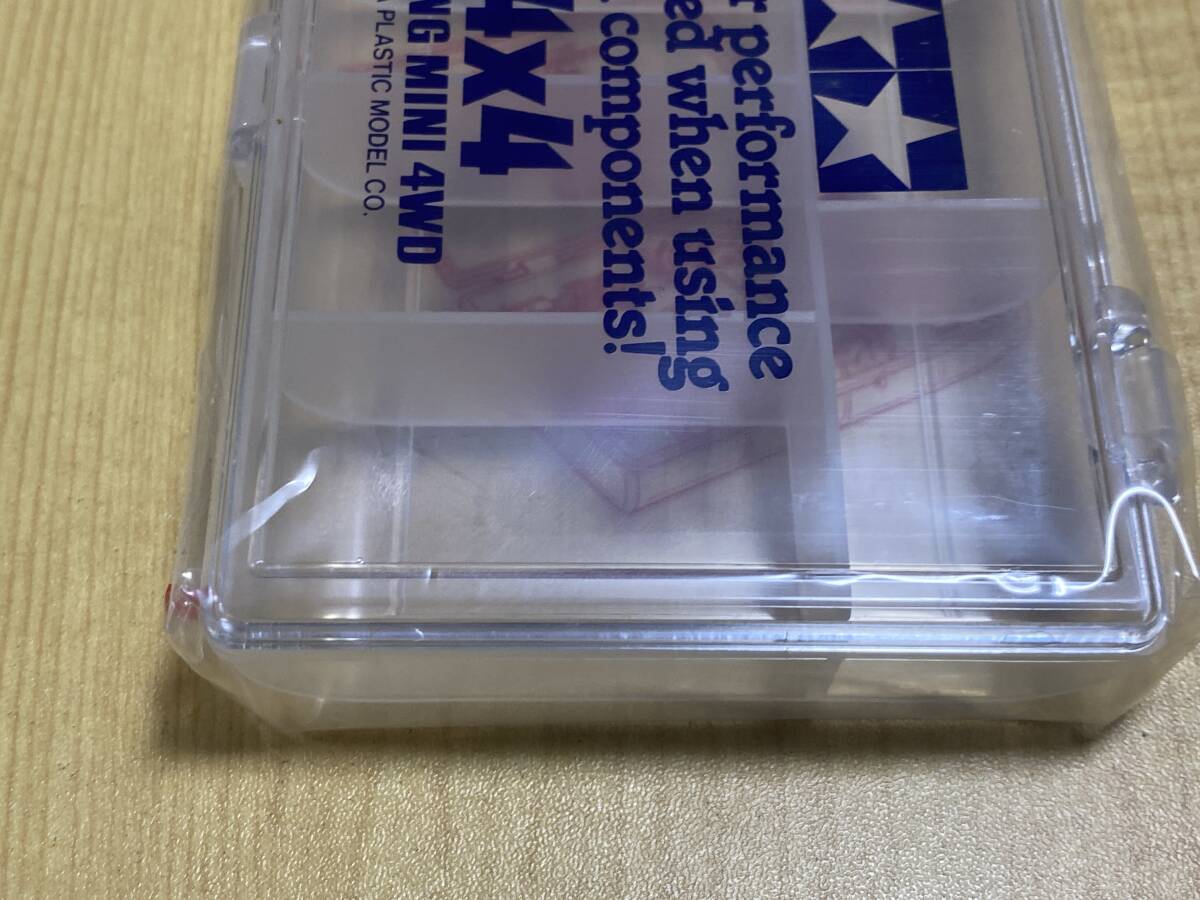 r performance
ed when using
components!
4x4
NG MINI 4WD
A PLASTIC MODEL CO.